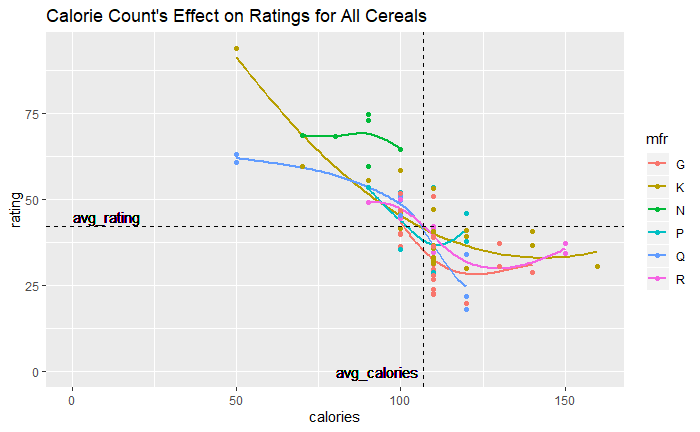 Calorie Count's Effect on Ratings for All Cereals
rating
75
50
25
0
avg_rating
avg_calories
0
50
100
150
calories
mfr
G
K
N
P
Q
R